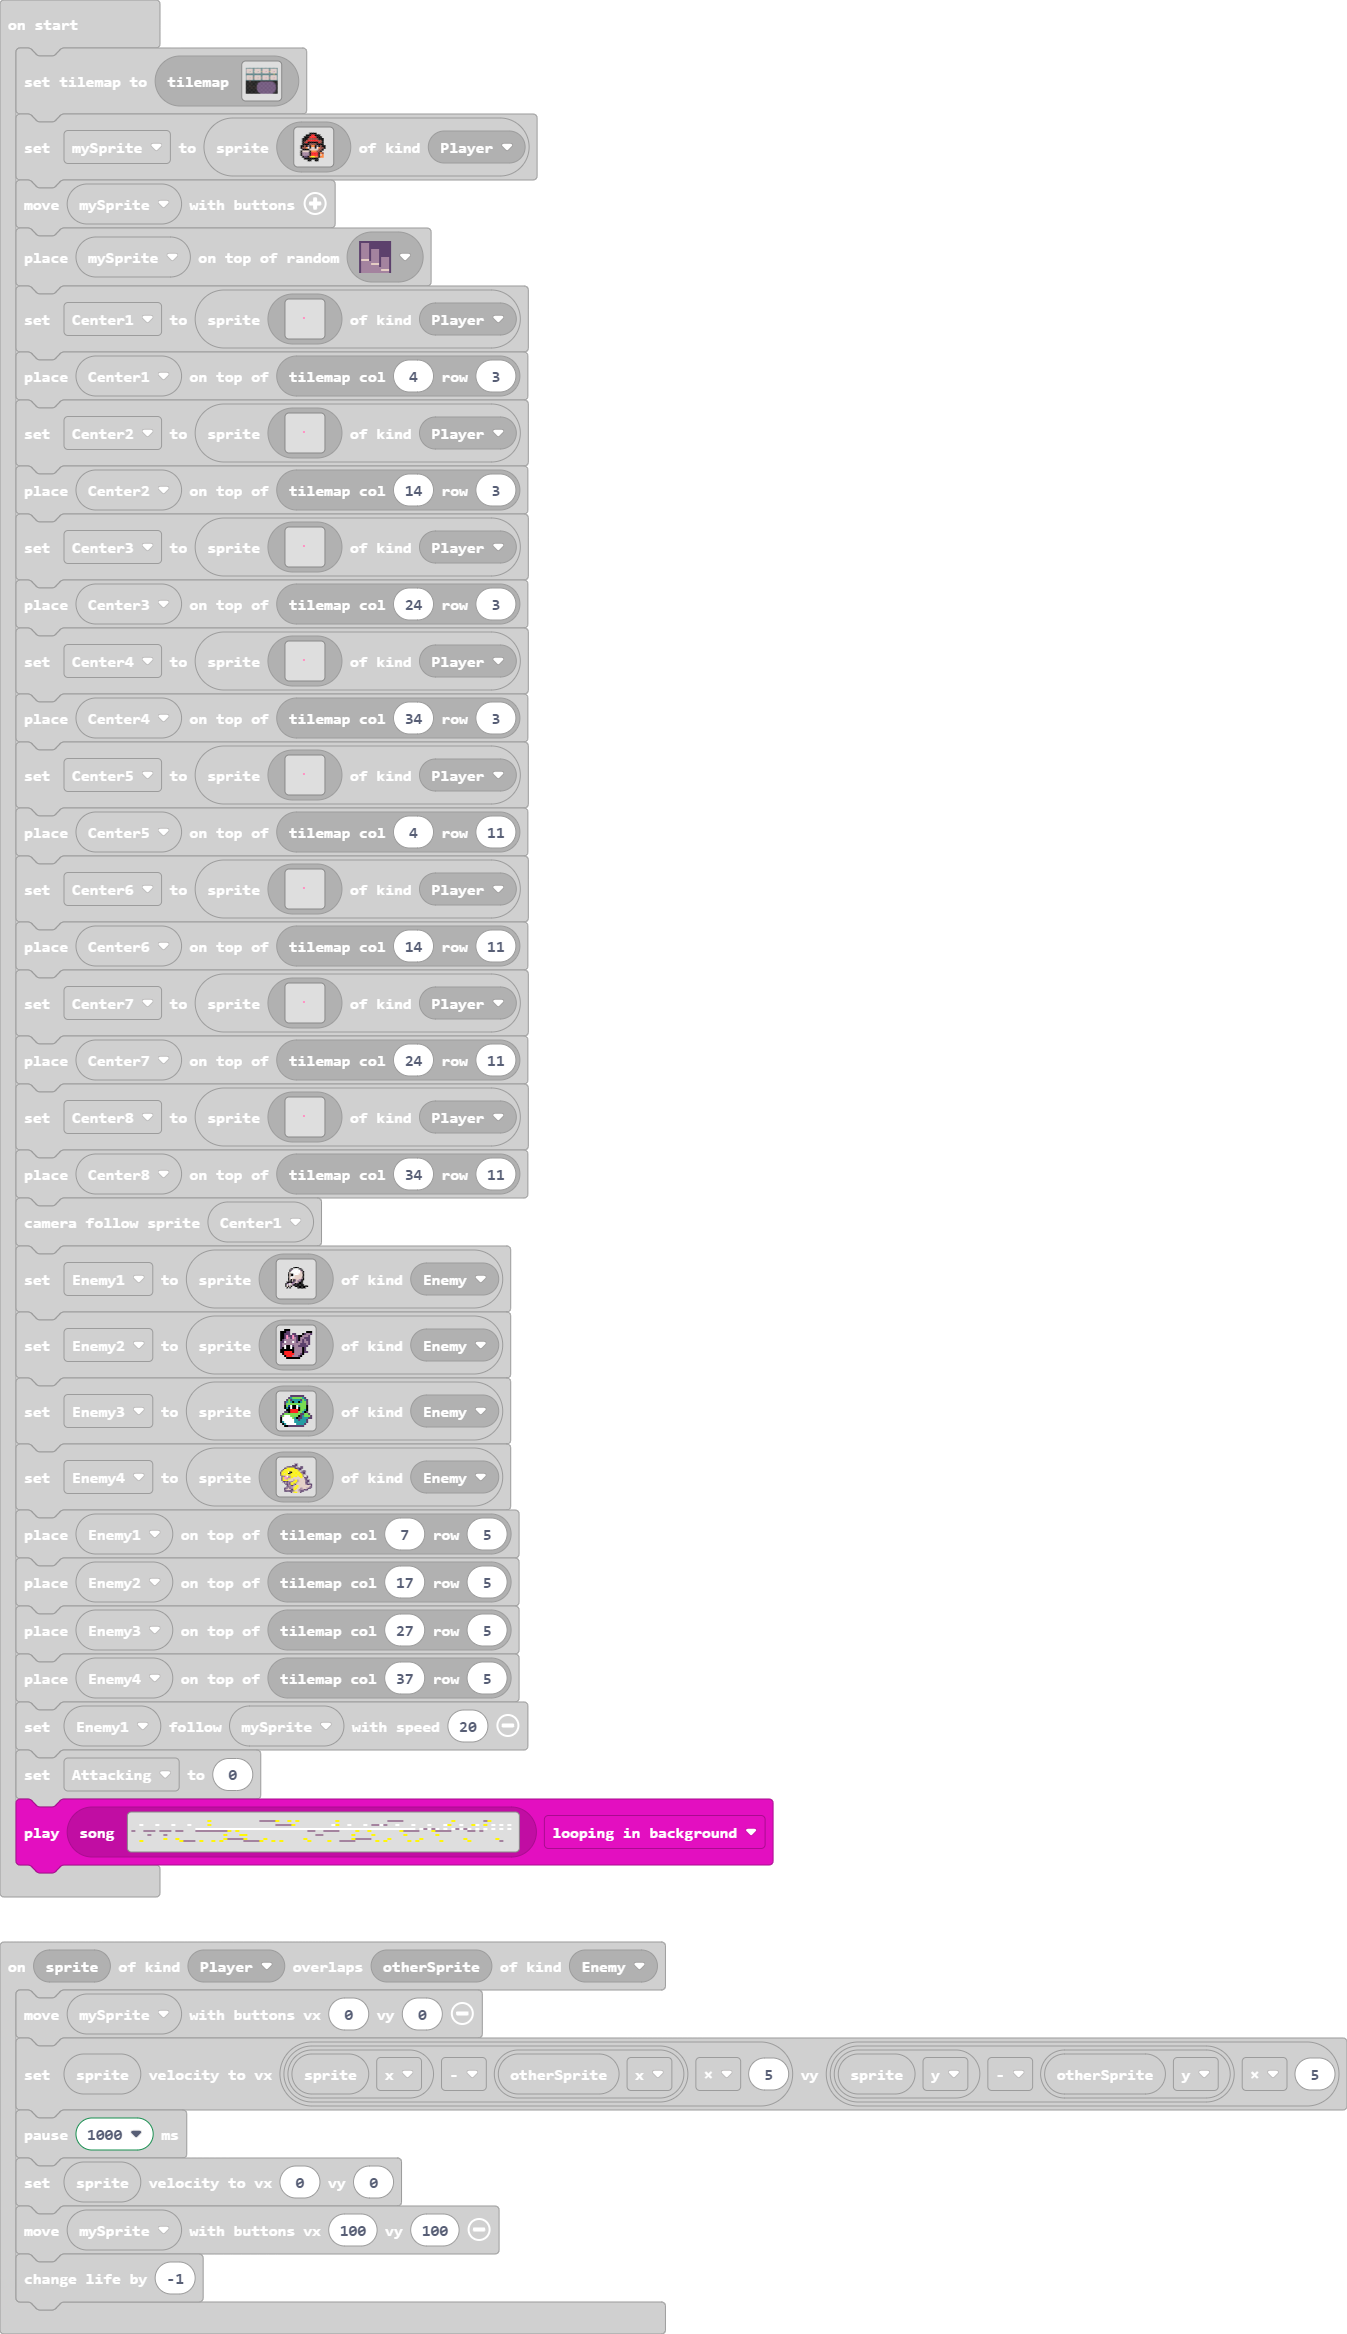 on start
set tilemap to tilemap
set mySprite to sprite of kind Player
move mySprite with buttons
place mySprite on top of random
set Center1 to sprite of kind Player
place Center1 on top of tilemap col 4 row 3
set Center2 to sprite of kind Player
place Center2 on top of tilemap col 14 row 3
set Center3 to sprite of kind Player
place Center3 on top of tilemap col 24 row 3
set Center4 to sprite of kind Player
place Center4 on top of tilemap col 34 row 3
set Center5 to sprite of kind Player
place Center5 on top of tilemap col 4 row 11
set Center6 to sprite of kind Player
place Center6 on top of tilemap col 14 row 11
set Center7 to sprite of kind Player
place Center7 on top of tilemap col 24 row 11
set Center8 to sprite of kind Player
place Center8 on top of tilemap col 34 row 11
camera follow sprite Center1
set Enemy1 to sprite of kind Enemy
set Enemy2 to sprite of kind Enemy
set Enemy3 to sprite of kind Enemy
set Enemy4 to sprite of kind Enemy
place Enemy1 on top of tilemap col 7 row 5
place Enemy2 on top of tilemap col 17 row 5
place Enemy3 on top of tilemap col 27 row 5
place Enemy4 on top of tilemap col 37 row 5
set Enemy1 follow mySprite with speed 20
set Attacking to 0
play song looping in background
on sprite of kind Player overlaps otherSprite of kind Enemy
move mySprite with buttons vx 0 vy 0
set sprite velocity to vx sprite x - otherSprite x × 5 vy sprite y - otherSprite y × 5
pause 1000 ms
set sprite velocity to vx 0 vy 0
move mySprite with buttons vx 100 vy 100
change life by -1